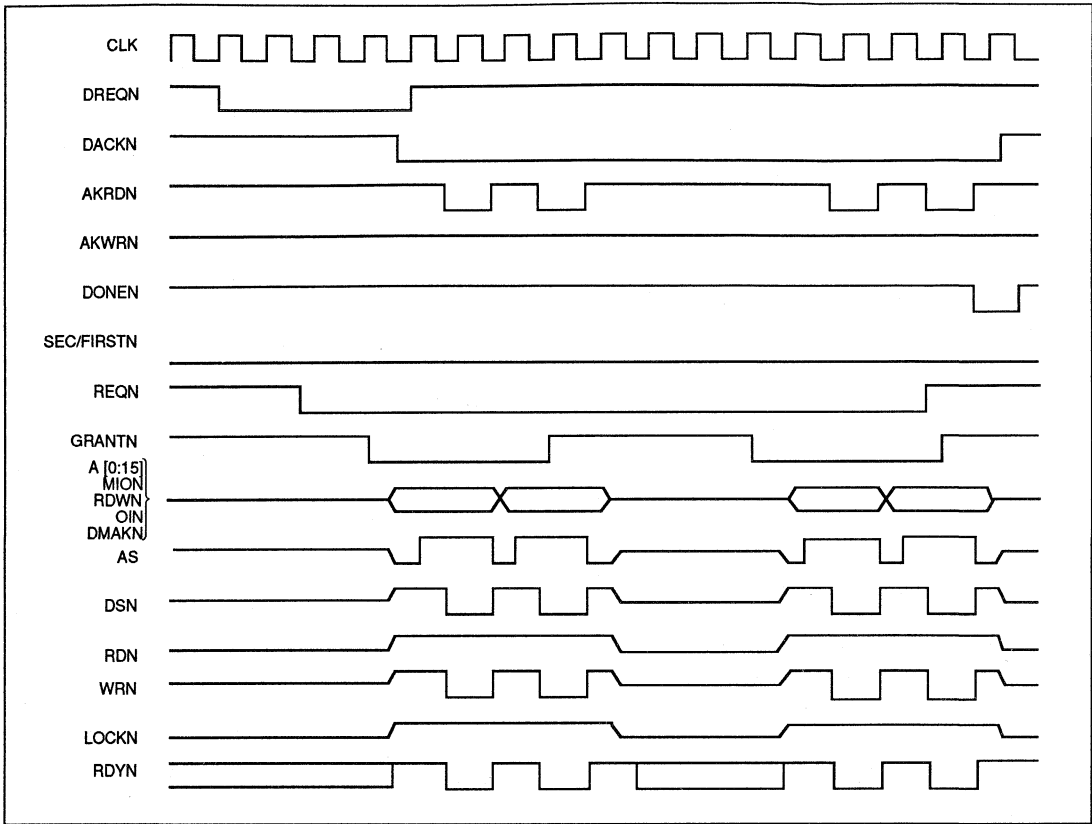 CLK
DREQN
DACKN
AKRDN
AKWRN
DONEN
SEC/FIRSTN
REQN
GRANTN
A [0:15]
MION
RDWN
OIN
DMAKN
AS
DSN
RDN
WRN
LOCKN
RDYN